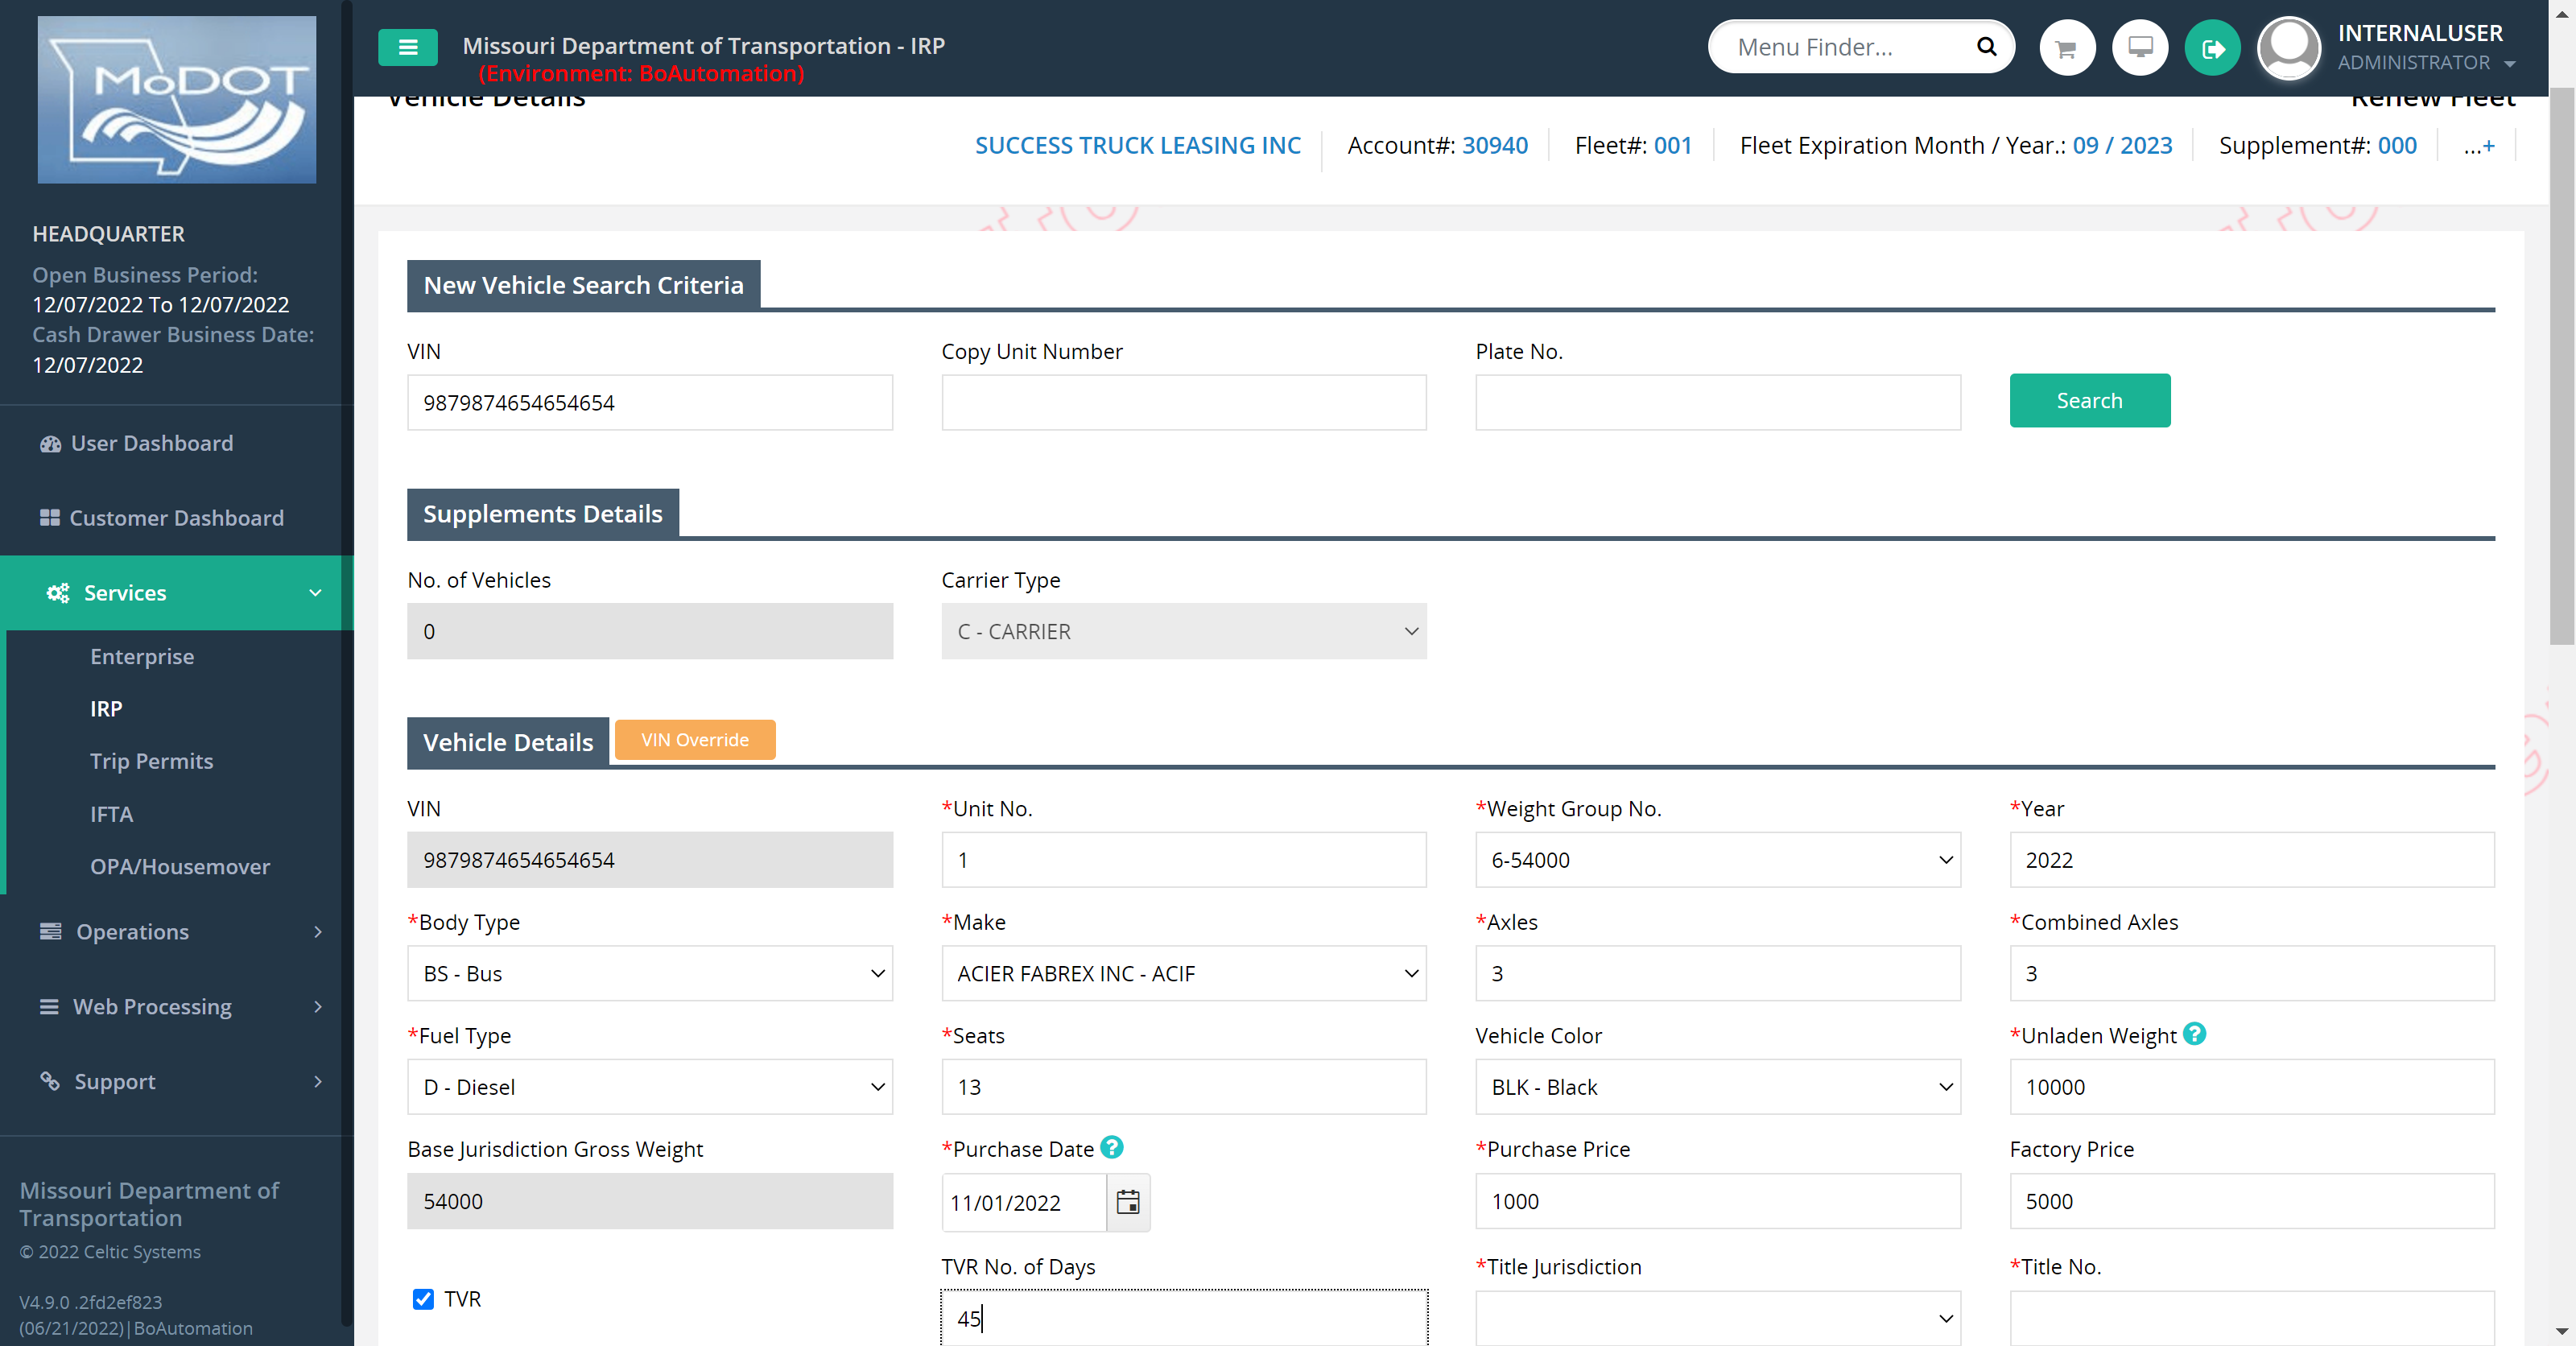 MoDOT
Missouri Department of Transportation - IRP
(Environment: BoAutomation)
Menu Finder...
INTERNALUSER
ADMINISTRATOR
Vehicle Details
Renew Fleet
SUCCESS TRUCK LEASING INC
Account#: 30940
Fleet#: 001
Fleet Expiration Month / Year.: 09 / 2023
Supplement#: 000
...+
HEADQUARTER
Open Business Period:
12/07/2022 To 12/07/2022
Cash Drawer Business Date:
12/07/2022
User Dashboard
Customer Dashboard
Services
Enterprise
IRP
Trip Permits
IFTA
OPA/Housemover
Operations
Web Processing
Support
Missouri Department of
Transportation
© 2022 Celtic Systems
V4.9.0 .2fd2ef823
(06/21/2022)|BoAutomation
New Vehicle Search Criteria
VIN
Copy Unit Number
Plate No.
9879874654654654
Search
Supplements Details
No. of Vehicles
Carrier Type
0
C - CARRIER
Vehicle Details
VIN Override
VIN
*Unit No.
*Weight Group No.
*Year
9879874654654654
1
6-54000
2022
*Body Type
*Make
*Axles
*Combined Axles
BS - Bus
ACIER FABREX INC - ACIF
3
3
*Fuel Type
*Seats
Vehicle Color
*Unladen Weight
D - Diesel
13
BLK - Black
10000
Base Jurisdiction Gross Weight
*Purchase Date
*Purchase Price
Factory Price
54000
11/01/2022
1000
5000
TVR
TVR No. of Days
*Title Jurisdiction
*Title No.
45